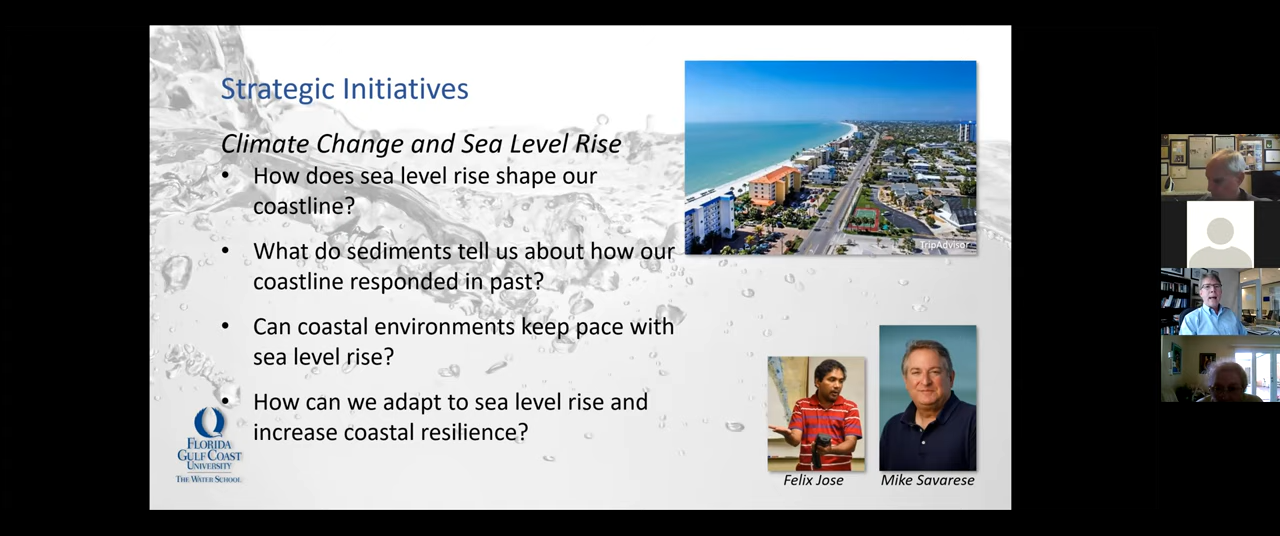 Strategic Initiatives
Climate Change and Sea Level Rise
• How does sea level rise shape our
coastline?
• What do sediments tell us about how our
coastline responded in past?
• Can coastal environments keep pace with
sea level rise?
• How can we adapt to sea level rise and
increase coastal resilience?
TripAdvisor
Felix Jose
Mike Savarese
FLORIDA
GULF COAST
UNIVERSITY
THE WATER SCHOOL